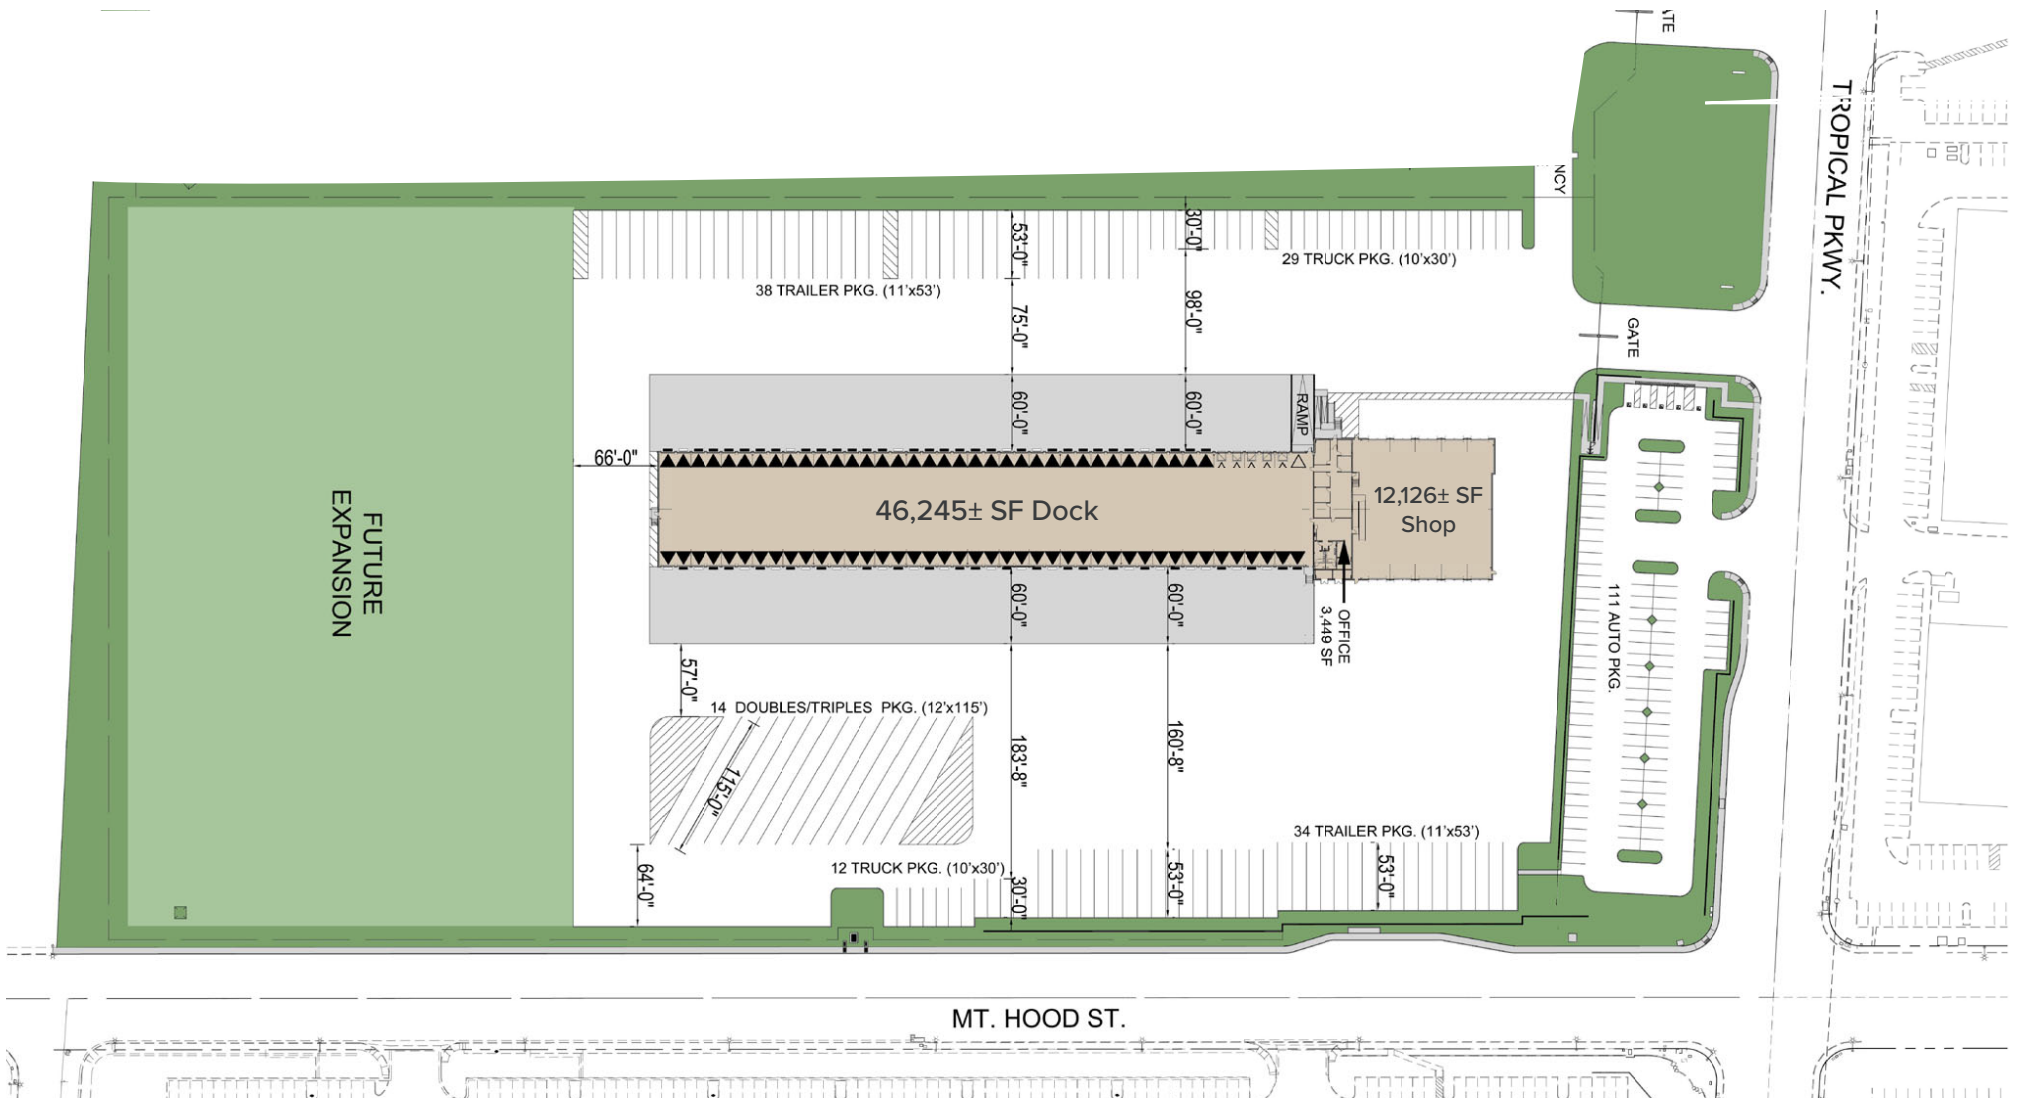 TE
TROPICAL PKWY.
NCY
30'-0"
53'-0"
29 TRUCK PKG. (10'x30')
38 TRAILER PKG. (11'x53')
98'-0"
75'-0"
GATE
60'-0"
60'-0"
RAMP
66'-0"
46,245± SF Dock
12,126± SF
Shop
FUTURE
EXPANSION
60'-0"
60'-0"
OFFICE
3,449 SF
111 AUTO PKG.
57'-0"
14 DOUBLES/TRIPLES PKG. (12'x115')
115'-0"
183'-8"
160'-8"
34 TRAILER PKG. (11'x53')
12 TRUCK PKG. (10'x30')
64'-0"
30'-0"
53'-0"
53'-0"
MT. HOOD ST.